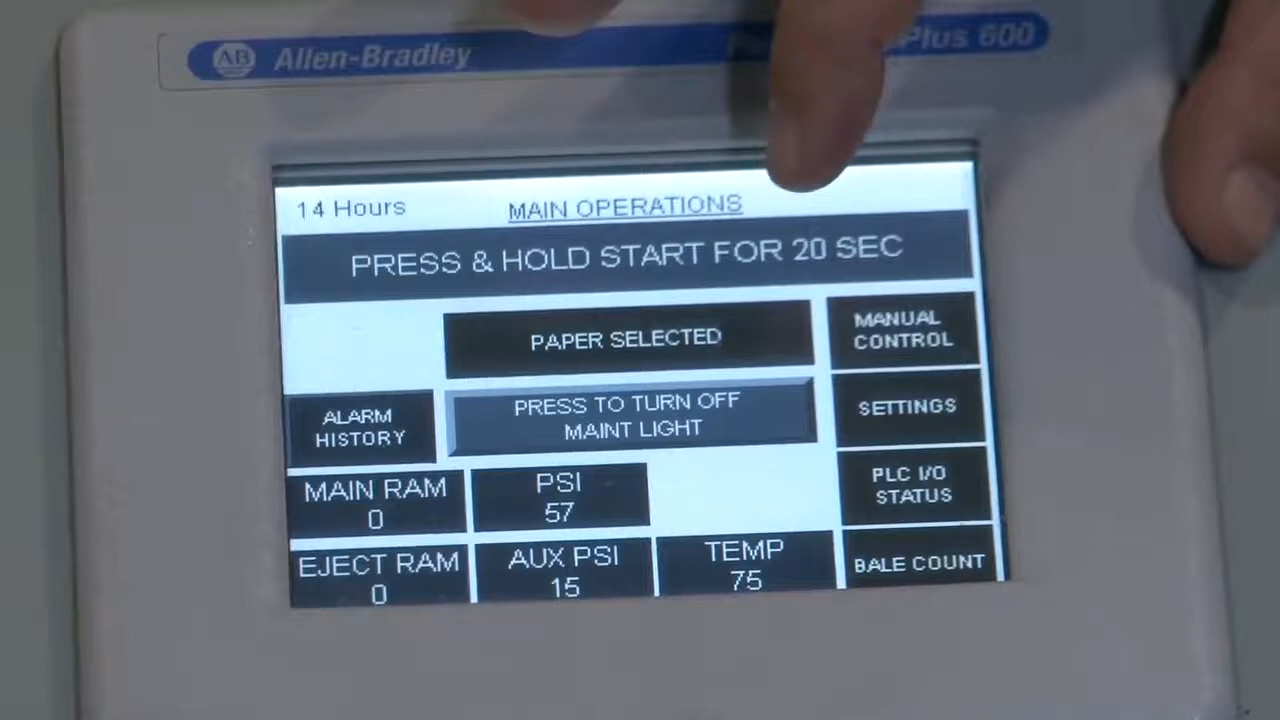 AB Allen-Bradley Plus 600
14 Hours
MAIN OPERATIONS
PRESS & HOLD START FOR 20 SEC
PAPER SELECTED
MANUAL
CONTROL
ALARM
HISTORY
PRESS TO TURN OFF
MAINT LIGHT
SETTINGS
MAIN RAM
0
PSI
57
PLC I/O
STATUS
EJECT RAM
0
AUX PSI
15
TEMP
75
BALE COUNT